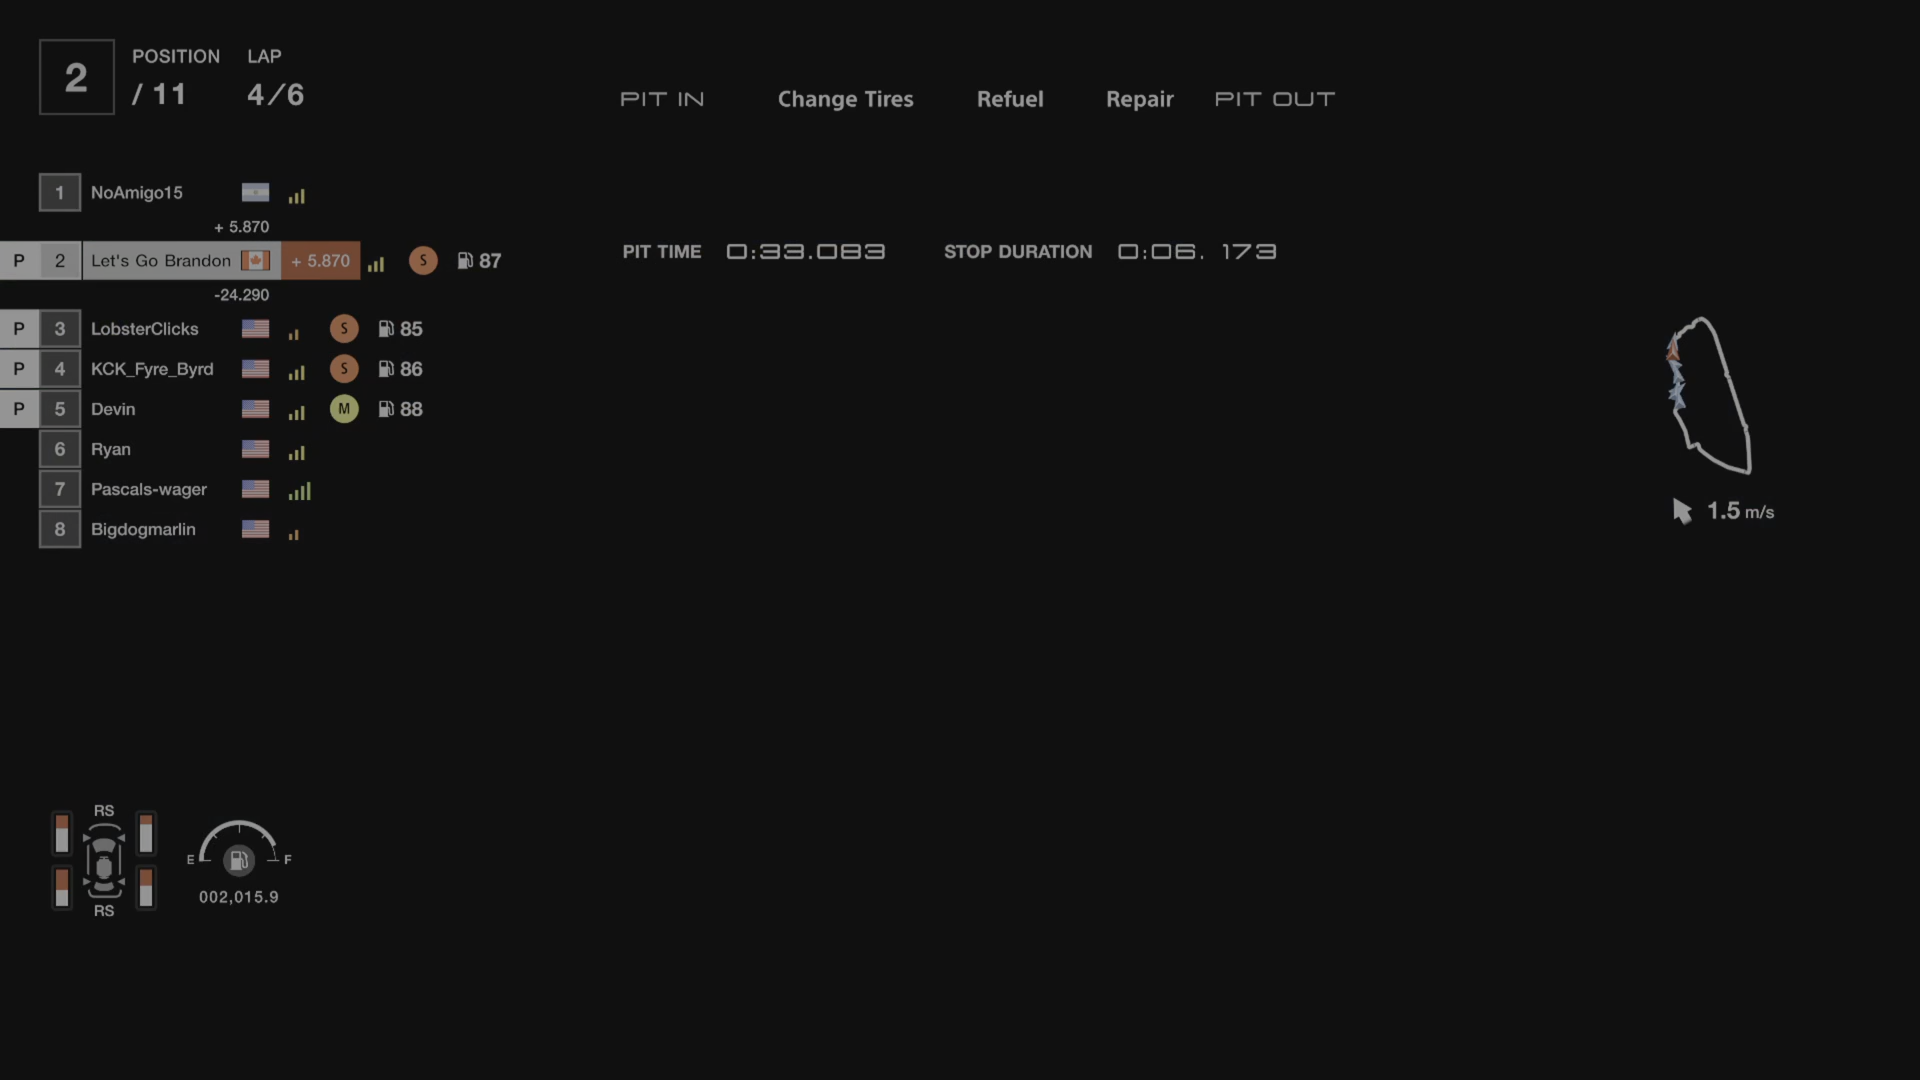 2
POSITION LAP
/ 11 4/6
PIT IN Change Tires Refuel Repair PIT OUT
1 NoAmigo15
+ 5.870
P 2 Let's Go Brandon + 5.870 S 87
PIT TIME 0:33.083 STOP DURATION 0:06. 173
-24.290
P 3 LobsterClicks S 85
P 4 KCK_Fyre_Byrd S 86
P 5 Devin M 88
6 Ryan
7 Pascals-wager
8 Bigdogmarlin
1.5 m/s
RS
E F
002,015.9
RS